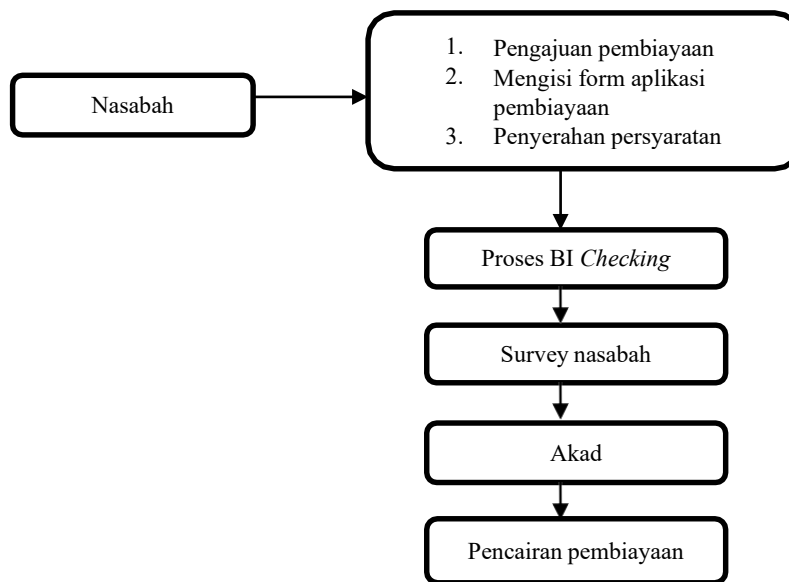 Nasabah
1. Pengajuan pembiayaan
2. Mengisi form aplikasi
pembiayaan
3. Penyerahan persyaratan
Proses BI Checking
Survey nasabah
Akad
Pencairan pembiayaan